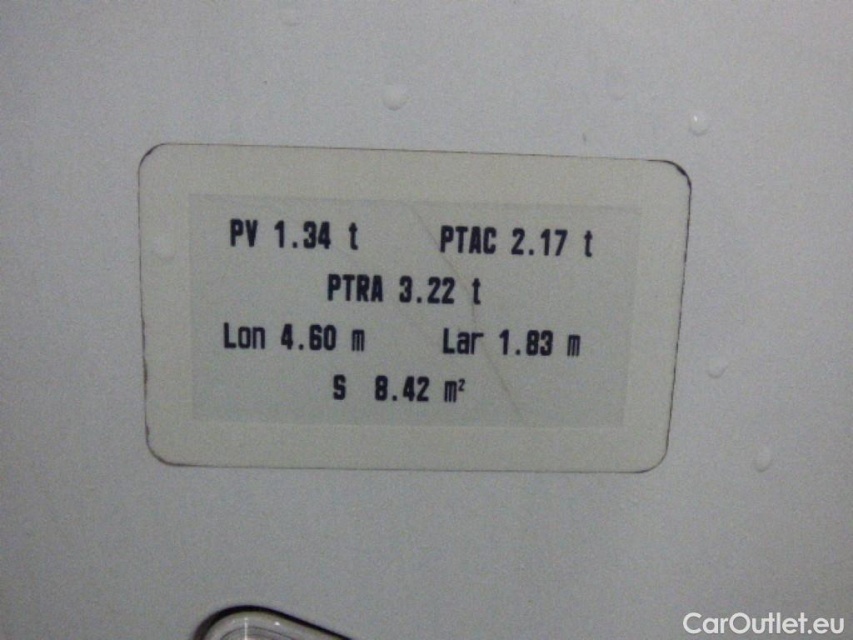 PV 1.34 t PTAC 2.17 t
PTRA 3.22 t
Lon 4.60 m Lar 1.83 m
S 8.42 m²
CarOutlet.eu